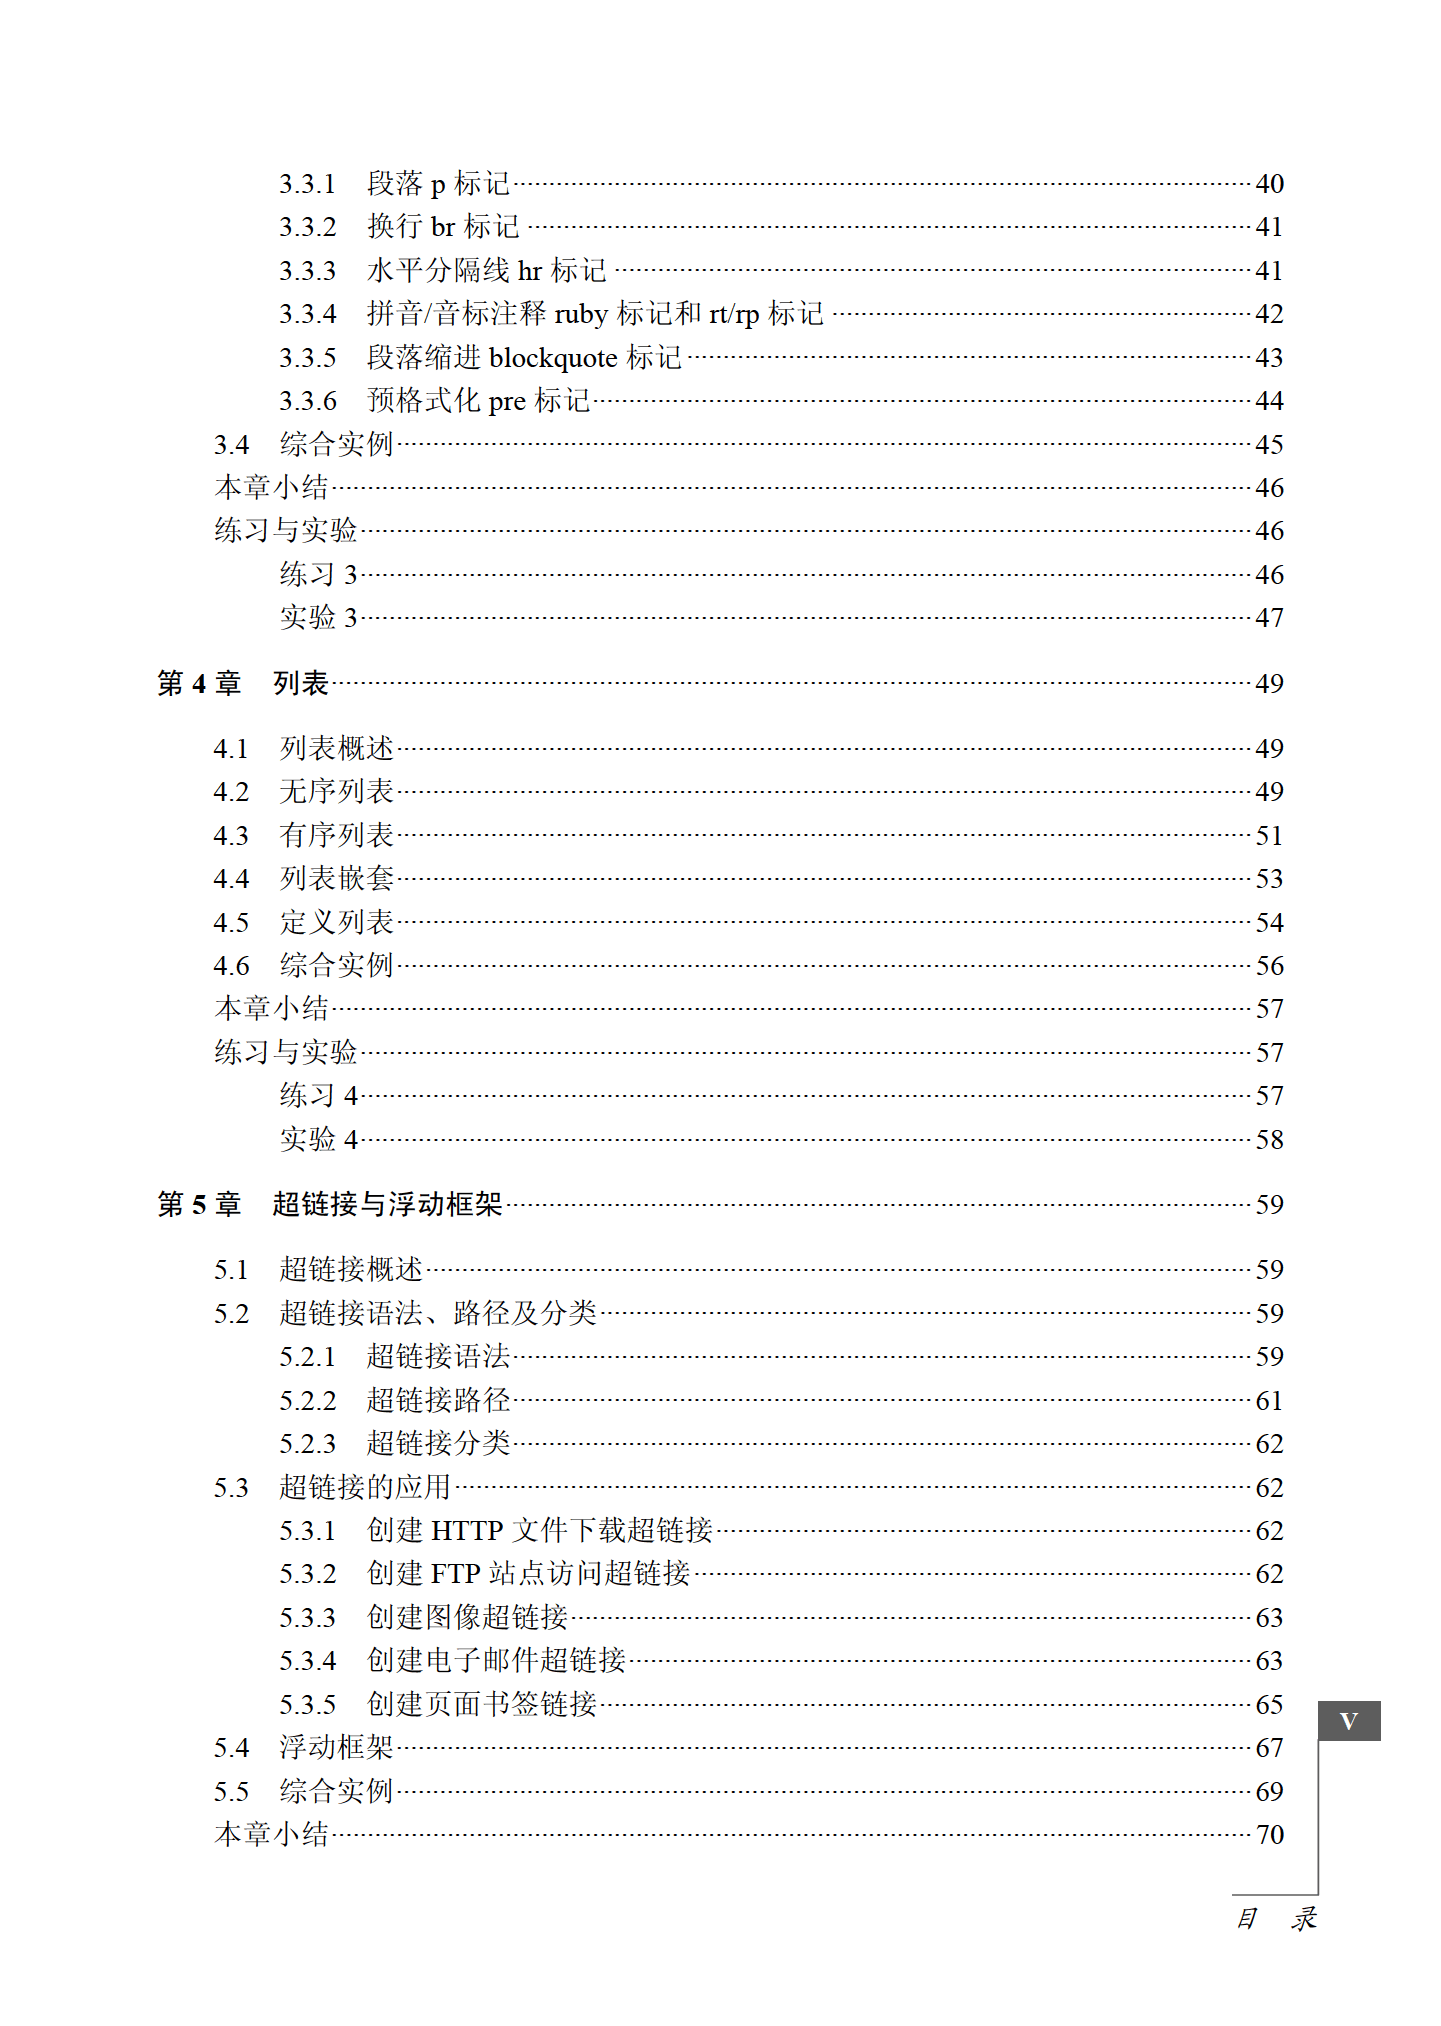 3.3.1 段落 p 标记 40
3.3.2 换行 br 标记 41
3.3.3 水平分隔线 hr 标记 41
3.3.4 拼音/音标注释 ruby 标记和 rt/rp 标记 42
3.3.5 段落缩进 blockquote 标记 43
3.3.6 预格式化 pre 标记 44
3.4 综合实例 45
本章小结 46
练习与实验 46
练习 3 46
实验 3 47
第 4 章 列表 49
4.1 列表概述 49
4.2 无序列表 49
4.3 有序列表 51
4.4 列表嵌套 53
4.5 定义列表 54
4.6 综合实例 56
本章小结 57
练习与实验 57
练习 4 57
实验 4 58
第 5 章 超链接与浮动框架 59
5.1 超链接概述 59
5.2 超链接语法、路径及分类 59
5.2.1 超链接语法 59
5.2.2 超链接路径 61
5.2.3 超链接分类 62
5.3 超链接的应用 62
5.3.1 创建 HTTP 文件下载超链接 62
5.3.2 创建 FTP 站点访问超链接 62
5.3.3 创建图像超链接 63
5.3.4 创建电子邮件超链接 63
5.3.5 创建页面书签链接 65
5.4 浮动框架 67
5.5 综合实例 69
本章小结 70
V
目 录